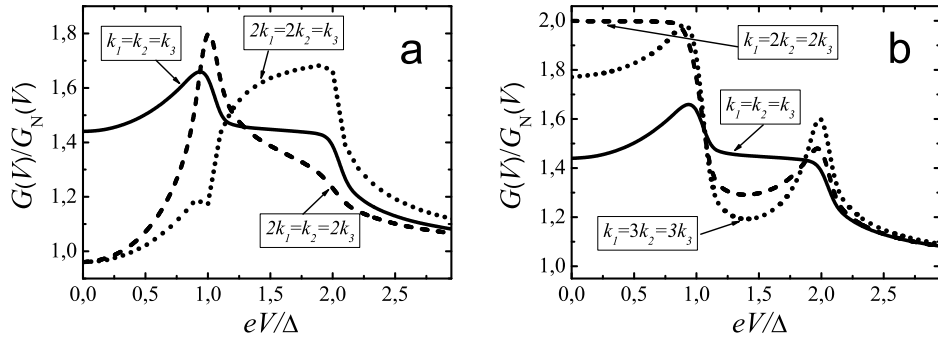 a
G(V)/G_N(V)
1,8
1,6
1,4
1,2
1,0
k_1=k_2=k_3
2k_1=2k_2=k_3
2k_1=k_2=2k_3
0,0 0,5 1,0 1,5 2,0 2,5
eV/Δ
b
G(V)/G_N(V)
2,0
1,8
1,6
1,4
1,2
1,0
k_1=2k_2=2k_3
k_1=k_2=k_3
k_1=3k_2=3k_3
0,0 0,5 1,0 1,5 2,0 2,5
eV/Δ